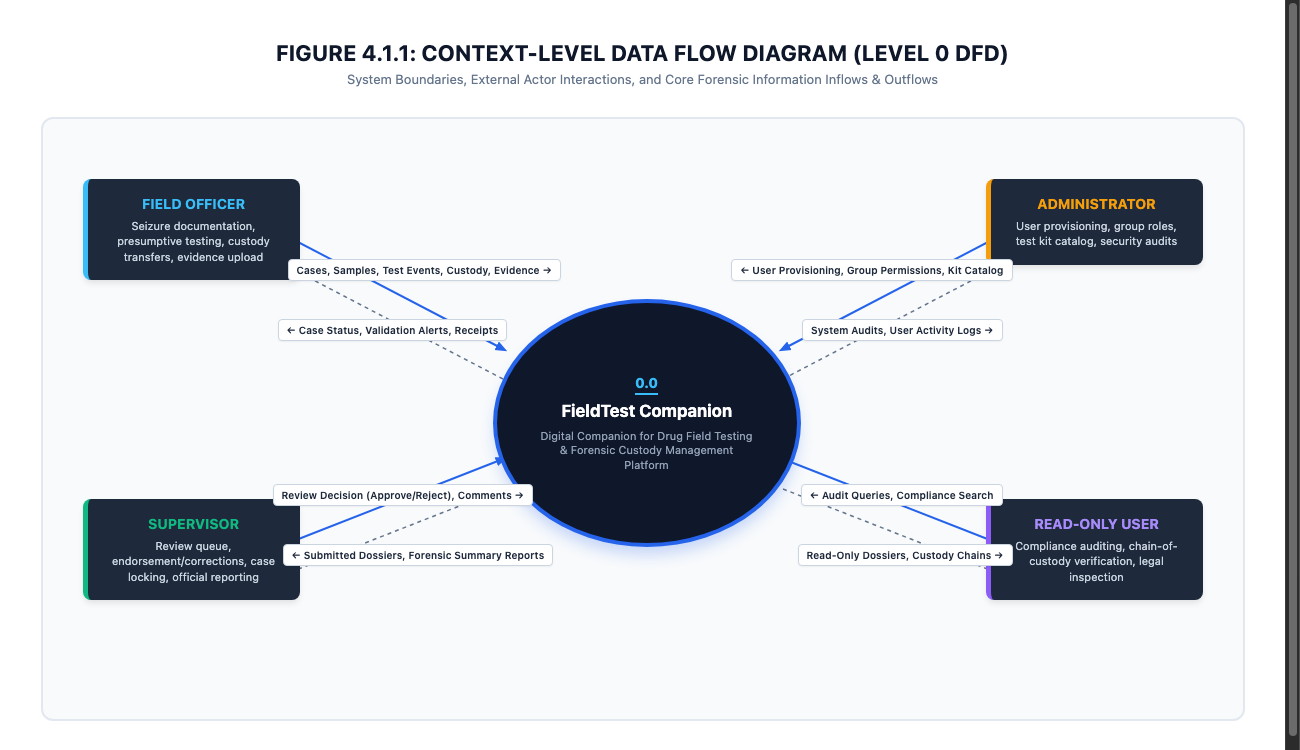 FIGURE 4.1.1: CONTEXT-LEVEL DATA FLOW DIAGRAM (LEVEL 0 DFD)
System Boundaries, External Actor Interactions, and Core Forensic Information Inflows & Outflows
FIELD OFFICER
Seizure documentation,
presumptive testing, custody
transfers, evidence upload
ADMINISTRATOR
User provisioning, group roles,
test kit catalog, security audits
Cases, Samples, Test Events, Custody, Evidence →
← User Provisioning, Group Permissions, Kit Catalog
← Case Status, Validation Alerts, Receipts
System Audits, User Activity Logs →
0.0
FieldTest Companion
Digital Companion for Drug Field Testing
& Forensic Custody Management
Platform
Review Decision (Approve/Reject), Comments →
← Audit Queries, Compliance Search
SUPERVISOR
Review queue,
endorsement/corrections, case
locking, official reporting
← Submitted Dossiers, Forensic Summary Reports
Read-Only Dossiers, Custody Chains →
READ-ONLY USER
Compliance auditing, chain-of-
custody verification, legal
inspection